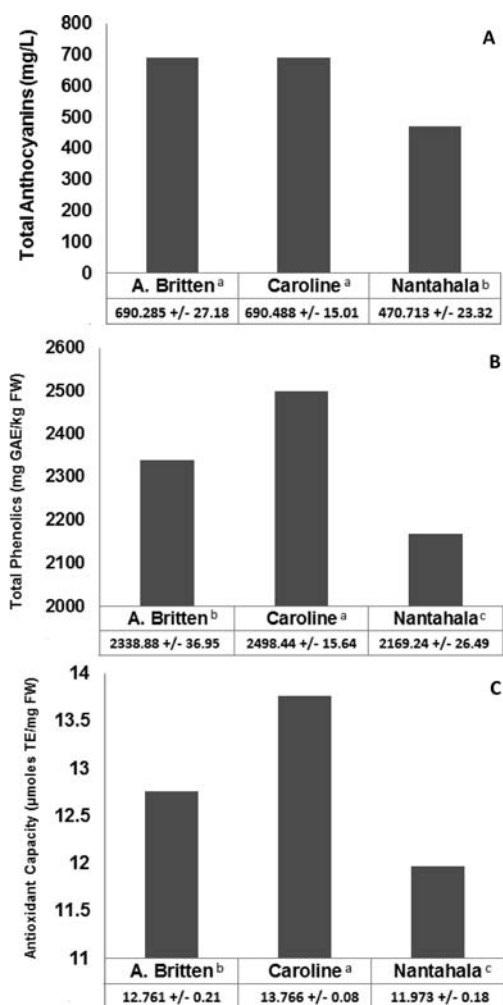 A
Total Anthocyanins (mg/L)
800
700
600
500
400
300
200
100
0
A. Britten a Caroline a Nantahala b
690.285 +/- 27.18 690.488 +/- 15.01 470.713 +/- 23.32
B
Total Phenolics (mg GAE/kg FW)
2600
2500
2400
2300
2200
2100
2000
A. Britten b Caroline a Nantahala c
2338.88 +/- 36.95 2498.44 +/- 15.64 2169.24 +/- 26.49
C
Antioxidant Capacity (µmoles TE/mg FW)
14
13.5
13
12.5
12
11.5
11
A. Britten b Caroline a Nantahala c
12.761 +/- 0.21 13.766 +/- 0.08 11.973 +/- 0.18